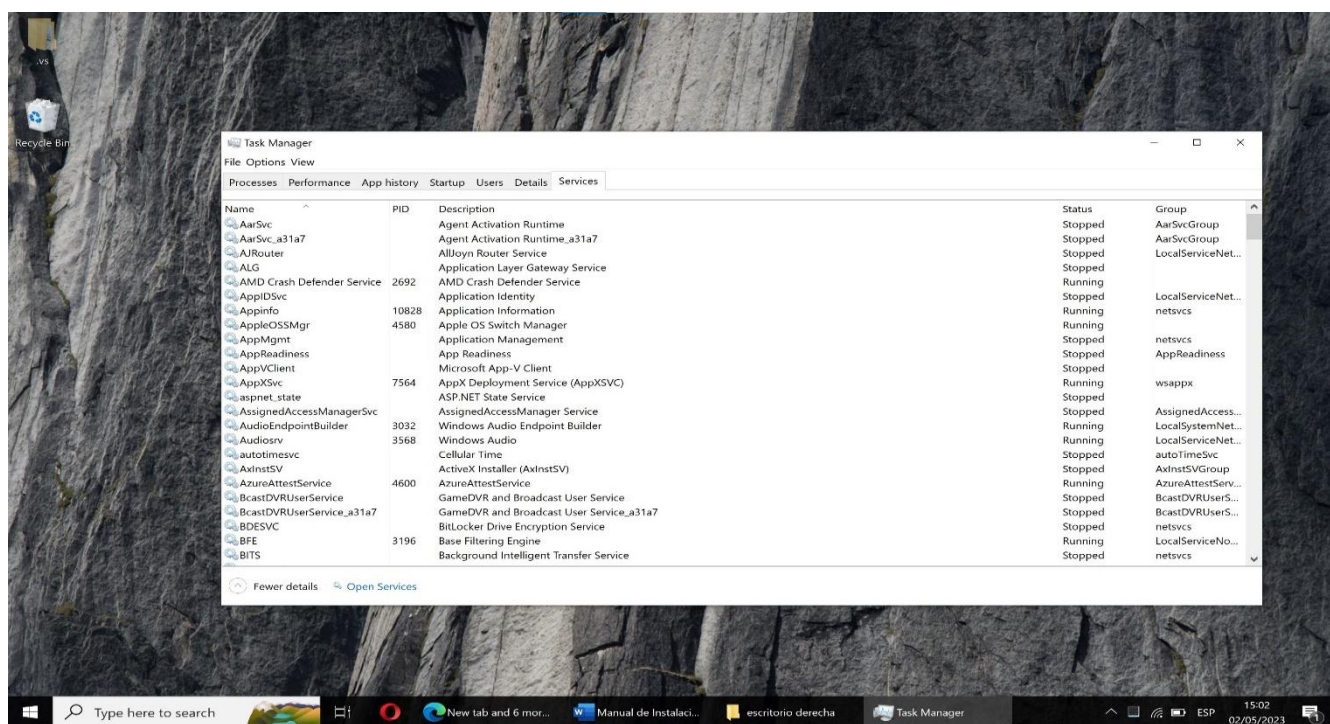 .vs
Recycle Bin
Task Manager
File Options View
Processes Performance App history Startup Users Details Services
Name PID Description Status Group
AarSvc Agent Activation Runtime Stopped AarSvcGroup
AarSvc_a31a7 Agent Activation Runtime_a31a7 Stopped AarSvcGroup
AJRouter AllJoyn Router Service Stopped LocalServiceNet...
ALG Application Layer Gateway Service Stopped
AMD Crash Defender Service 2692 AMD Crash Defender Service Running
AppIDSvc Application Identity Stopped LocalServiceNet...
Appinfo 10828 Application Information Running netsvcs
AppleOSSMgr 4580 Apple OS Switch Manager Running
AppMgmt Application Management Stopped netsvcs
AppReadiness App Readiness Stopped AppReadiness
AppVClient Microsoft App-V Client Stopped
AppXSvc 7564 AppX Deployment Service (AppXSVC) Running wsappx
aspnet_state ASP.NET State Service Stopped
AssignedAccessManagerSvc AssignedAccessManager Service Stopped AssignedAccess...
AudioEndpointBuilder 3032 Windows Audio Endpoint Builder Running LocalSystemNet...
Audiosrv 3568 Windows Audio Running LocalServiceNet...
autotimesvc Cellular Time Stopped autoTimeSvc
AxInstSV ActiveX Installer (AxInstSV) Stopped AxInstSVGroup
AzureAttestService 4600 AzureAttestService Running AzureAttestServ...
BcastDVRUserService GameDVR and Broadcast User Service Stopped BcastDVRUserS...
BcastDVRUserService_a31a7 GameDVR and Broadcast User Service_a31a7 Stopped BcastDVRUserS...
BDESVC BitLocker Drive Encryption Service Stopped netsvcs
BFE 3196 Base Filtering Engine Running LocalServiceNo...
BITS Background Intelligent Transfer Service Stopped netsvcs
Fewer details Open Services
Type here to search New tab and 6 mor... Manual de Instalaci... escritorio derecha Task Manager ESP 15:02
02/05/2023